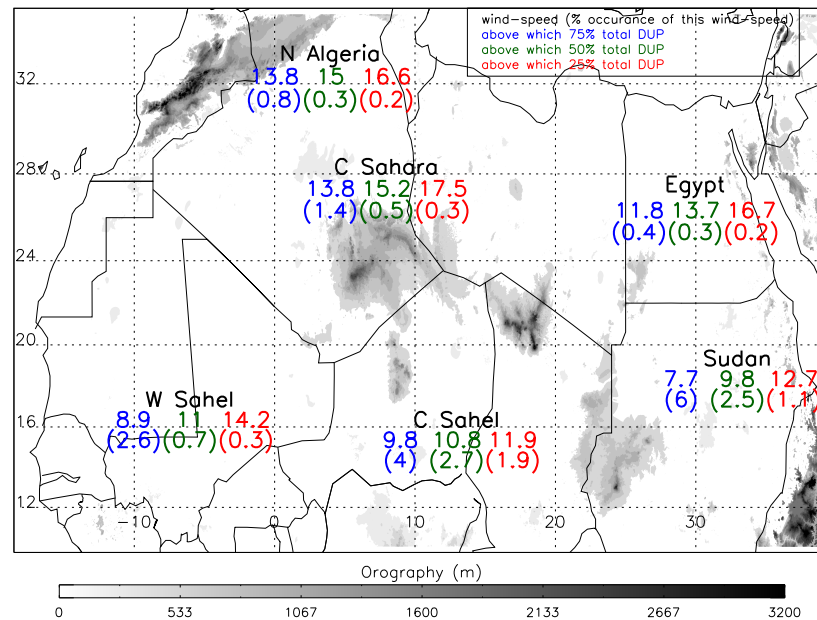 wind-speed (% occurance of this wind-speed)
above which 75% total DUP
above which 50% total DUP
above which 25% total DUP
N Algeria
13.8 15 16.6
(0.8) (0.3) (0.2)
32
28
C Sahara
13.8 15.2 17.5
(1.4) (0.5) (0.3)
Egypt
11.8 13.7 16.7
(0.4) (0.3) (0.2)
24
20
Sudan
7.7 9.8 12.7
(6) (2.5) (1.1)
W Sahel
8.9 11 14.2
(2.6) (0.7) (0.3)
16
C Sahel
9.8 10.8 11.9
(4) (2.7) (1.9)
12
-10 0 10 20 30
Orography (m)
0 533 1067 1600 2133 2667 3200